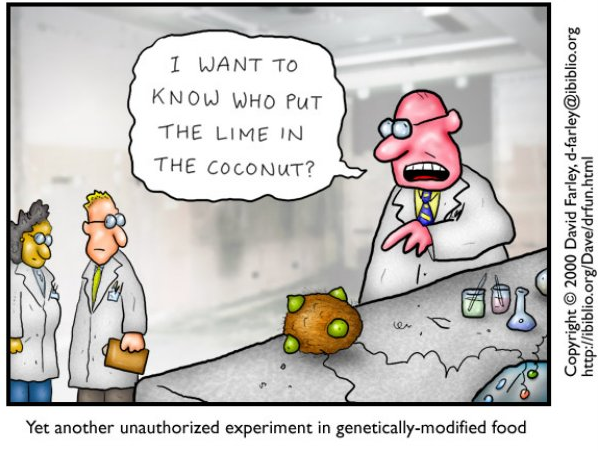 I WANT TO
KNOW WHO PUT
THE LIME IN
THE COCONUT?
Copyright © 2000 David Farley, d-farley@ibiblio.org
http://ibiblio.org/Dave/drfun.html
Yet another unauthorized experiment in genetically-modified food